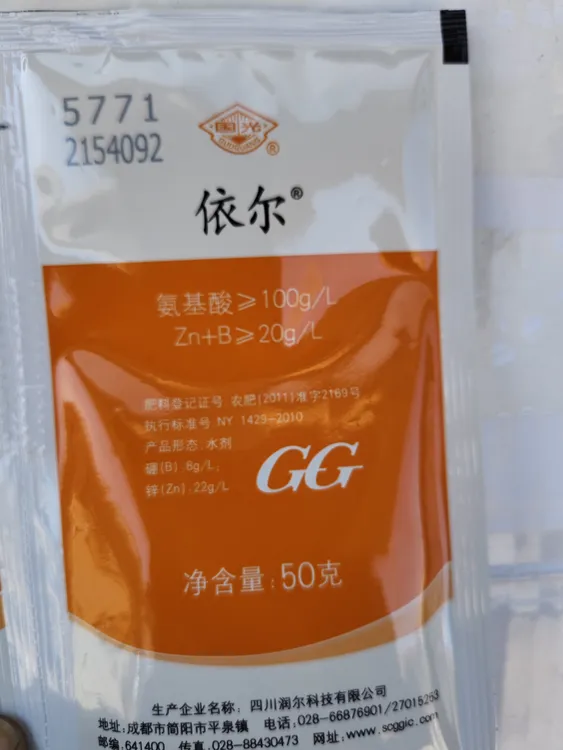 5771
2154092
国光
GUOGUANG ®
依尔®
氨基酸≥100g/L
Zn+B≥20g/L
肥料登记证号 农肥(2011)准字2169号
执行标准号 NY 1429-2010
产品形态:水剂
硼(B):6g/L;
锌(Zn):22g/L
GG
净含量:50克
生产企业名称:四川润尔科技有限公司
地址:成都市简阳市平泉镇 电话:028-66876901/27015263
邮编:641400 传真:028-88430473 网址:www.scggic.com